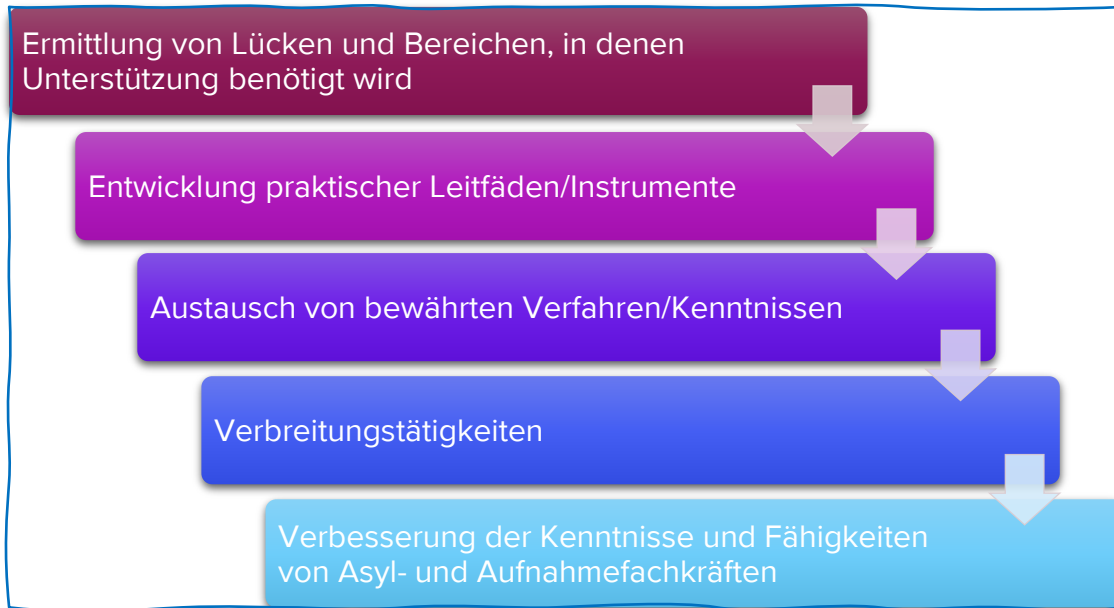 Ermittlung von Lücken und Bereichen, in denen
Unterstützung benötigt wird
Entwicklung praktischer Leitfäden/Instrumente
Austausch von bewährten Verfahren/Kenntnissen
Verbreitungstätigkeiten
Verbesserung der Kenntnisse und Fähigkeiten
von Asyl- und Aufnahmefachkräften